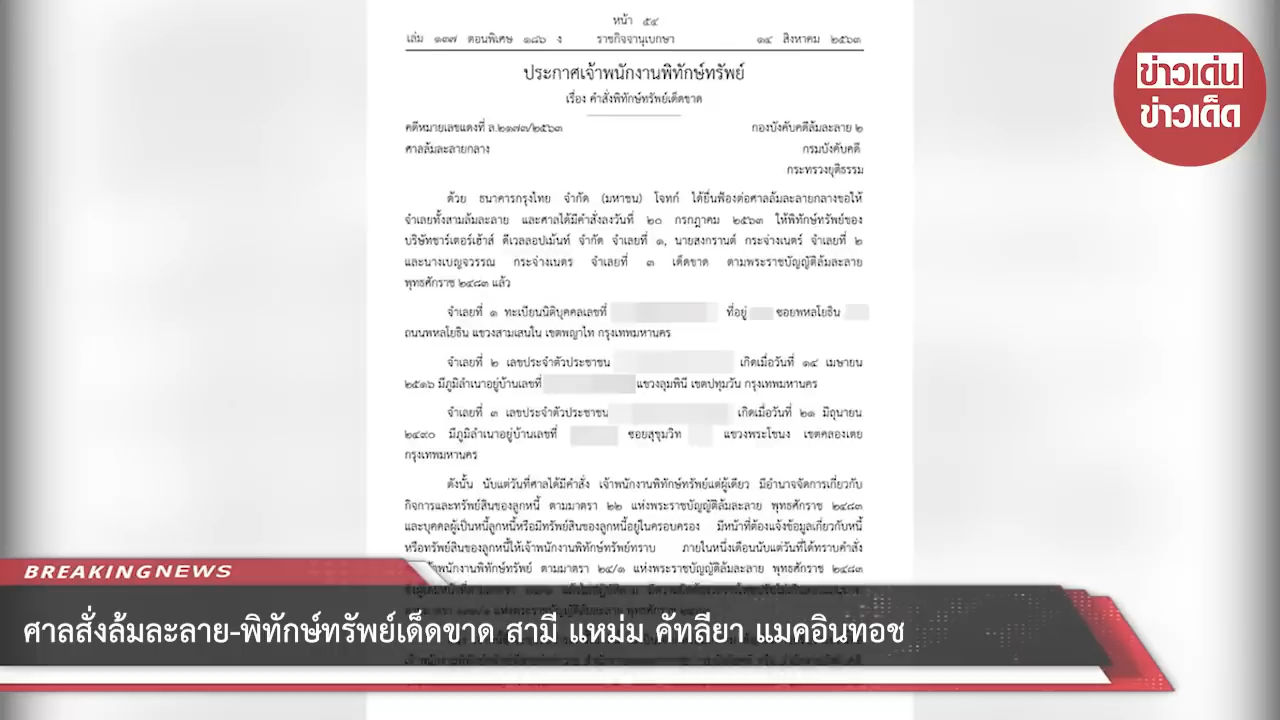 หน้า ๕๔
เล่ม ๑๓๗ ตอนพิเศษ ๑๘๖ ง ราชกิจจานุเบกษา ๑๔ สิงหาคม ๒๕๖๓
ข่าวเด่น
ข่าวเด็ด
ประกาศเจ้าพนักงานพิทักษ์ทรัพย์
เรื่อง คำสั่งพิทักษ์ทรัพย์เด็ดขาด
คดีหมายเลขแดงที่ ล.๒๑๗๓/๒๕๖๓ กองบังคับคดีล้มละลาย ๒
ศาลล้มละลายกลาง กรมบังคับคดี
กระทรวงยุติธรรม
ด้วย ธนาคารกรุงไทย จำกัด (มหาชน) โจทก์ ได้ยื่นฟ้องต่อศาลล้มละลายกลางขอให้
จำเลยทั้งสามล้มละลาย และศาลได้มีคำสั่งลงวันที่ ๒๐ กรกฎาคม ๒๕๖๓ ให้พิทักษ์ทรัพย์ของ
บริษัทชาร์เตอร์เฮ้าส์ ดีเวลลอปเม้นท์ จำกัด จำเลยที่ ๑, นายสงกรานต์ กระจ่างเนตร์ จำเลยที่ ๒
และนางเบญจวรรณ กระจ่างเนตร จำเลยที่ ๓ เด็ดขาด ตามพระราชบัญญัติล้มละลาย
พุทธศักราช ๒๔๘๓ แล้ว
จำเลยที่ ๑ ทะเบียนนิติบุคคลเลขที่ ที่อยู่ ซอยพหลโยธิน
ถนนพหลโยธิน แขวงสามเสนใน เขตพญาไท กรุงเทพมหานคร
จำเลยที่ ๒ เลขประจำตัวประชาชน เกิดเมื่อวันที่ ๑๔ เมษายน
๒๕๑๖ มีภูมิลำเนาอยู่บ้านเลขที่ แขวงลุมพินี เขตปทุมวัน กรุงเทพมหานคร
จำเลยที่ ๓ เลขประจำตัวประชาชน เกิดเมื่อวันที่ ๒๑ มิถุนายน
๒๔๙๐ มีภูมิลำเนาอยู่บ้านเลขที่ ซอยสุขุมวิท แขวงพระโขนง เขตคลองเตย
กรุงเทพมหานคร
ดังนั้น นับแต่วันที่ศาลได้มีคำสั่ง เจ้าพนักงานพิทักษ์ทรัพย์แต่ผู้เดียว มีอำนาจจัดการเกี่ยวกับ
กิจการและทรัพย์สินของลูกหนี้ ตามมาตรา ๒๒ แห่งพระราชบัญญัติล้มละลาย พุทธศักราช ๒๔๘๓
และบุคคลผู้เป็นหนี้ลูกหนี้หรือมีทรัพย์สินของลูกหนี้อยู่ในครอบครอง มีหน้าที่ต้องแจ้งข้อมูลเกี่ยวกับหนี้
หรือทรัพย์สินของลูกหนี้ให้เจ้าพนักงานพิทักษ์ทรัพย์ทราบ ภายในหนึ่งเดือนนับแต่วันที่ได้ทราบคำสั่ง
พนักงานพิทักษ์ทรัพย์ ตามมาตรา ๒๔/๑ แห่งพระราชบัญญัติล้มละลาย พุทธศักราช ๒๔๘๓
BREAKING NEWS
ศาลสั่งล้มละลาย-พิทักษ์ทรัพย์เด็ดขาด สามี แหม่ม คัทลียา แมคอินทอช